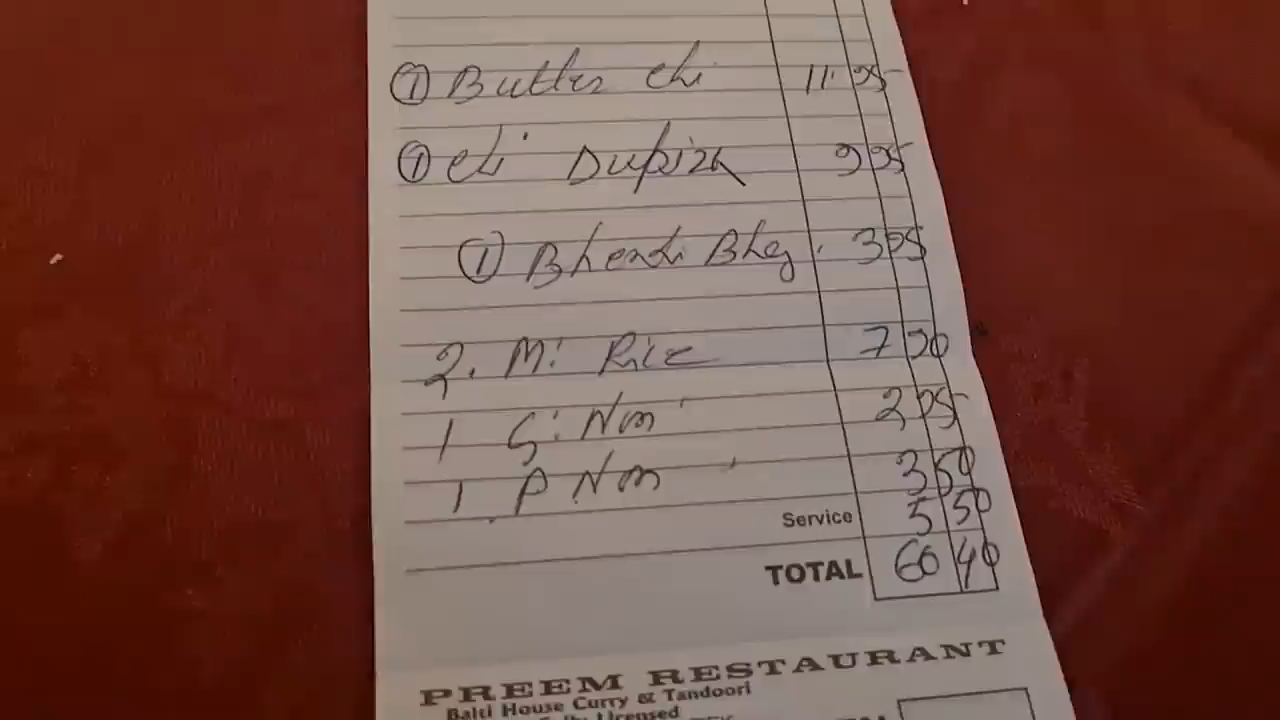 ① Butter Chi 11.95
① Chi Dupiza 9 95
① Bhendi Bhaj. 3 95
2. M. Rice 7 90
1 G. Nan 2 95
1 P. Nan 3 50
Service 5 50
TOTAL 60 40
PREEM RESTAURANT
Balti House Curry & Tandoori
Licensed